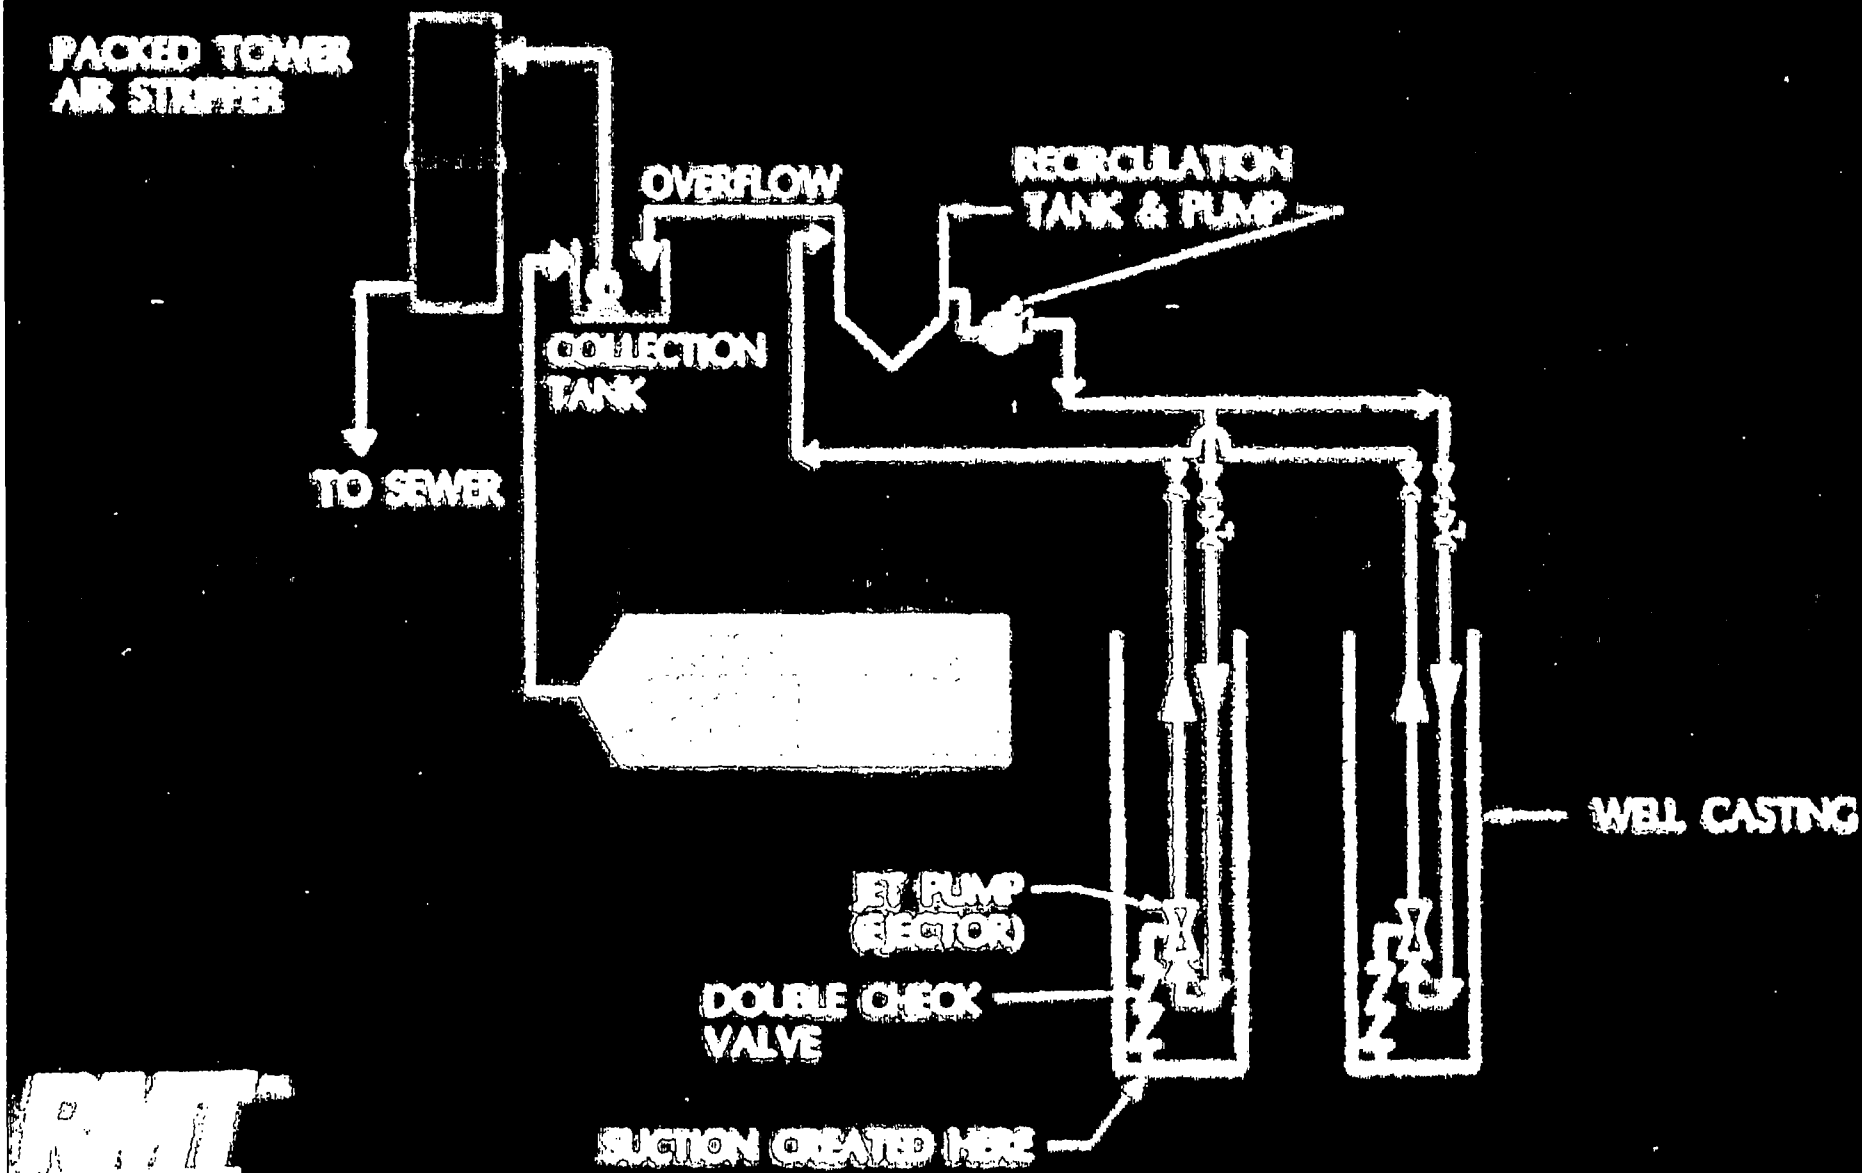 PACKED TOWER
AIR STRIPPER
OVERFLOW
RECIRCULATION
TANK & PUMP
COLLECTION
TANK
TO SEWER
WELL CASTING
JET PUMP
(EJECTOR)
DOUBLE CHECK
VALVE
SUCTION CREATED HERE
RMT